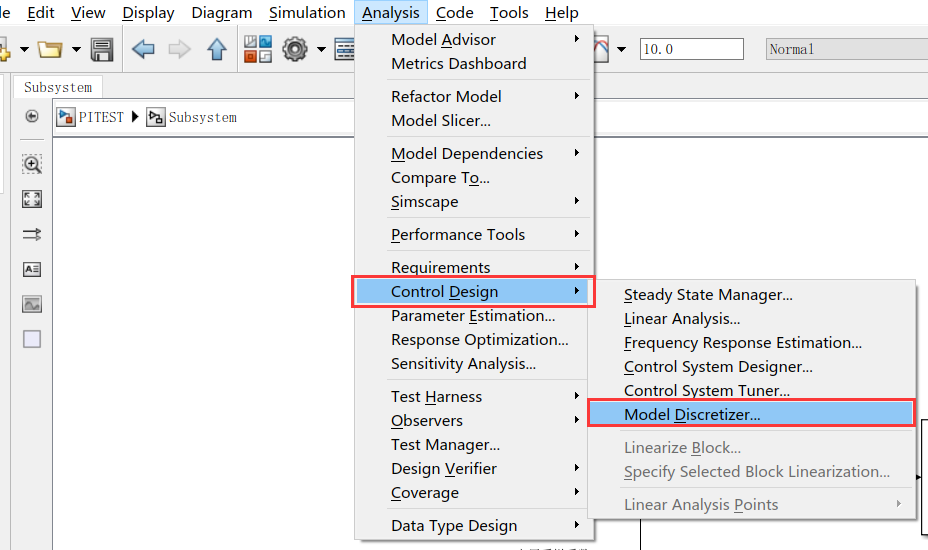 le Edit View Display Diagram Simulation Analysis Code Tools Help
10.0 Normal
Subsystem
PITEST Subsystem
Model Advisor
Metrics Dashboard
Refactor Model
Model Slicer...
Model Dependencies
Compare To...
Simscape
Performance Tools
Requirements
Control Design
Parameter Estimation...
Response Optimization...
Sensitivity Analysis...
Test Harness
Observers
Test Manager...
Design Verifier
Coverage
Data Type Design
Steady State Manager...
Linear Analysis...
Frequency Response Estimation...
Control System Designer...
Control System Tuner...
Model Discretizer...
Linearize Block...
Specify Selected Block Linearization...
Linear Analysis Points